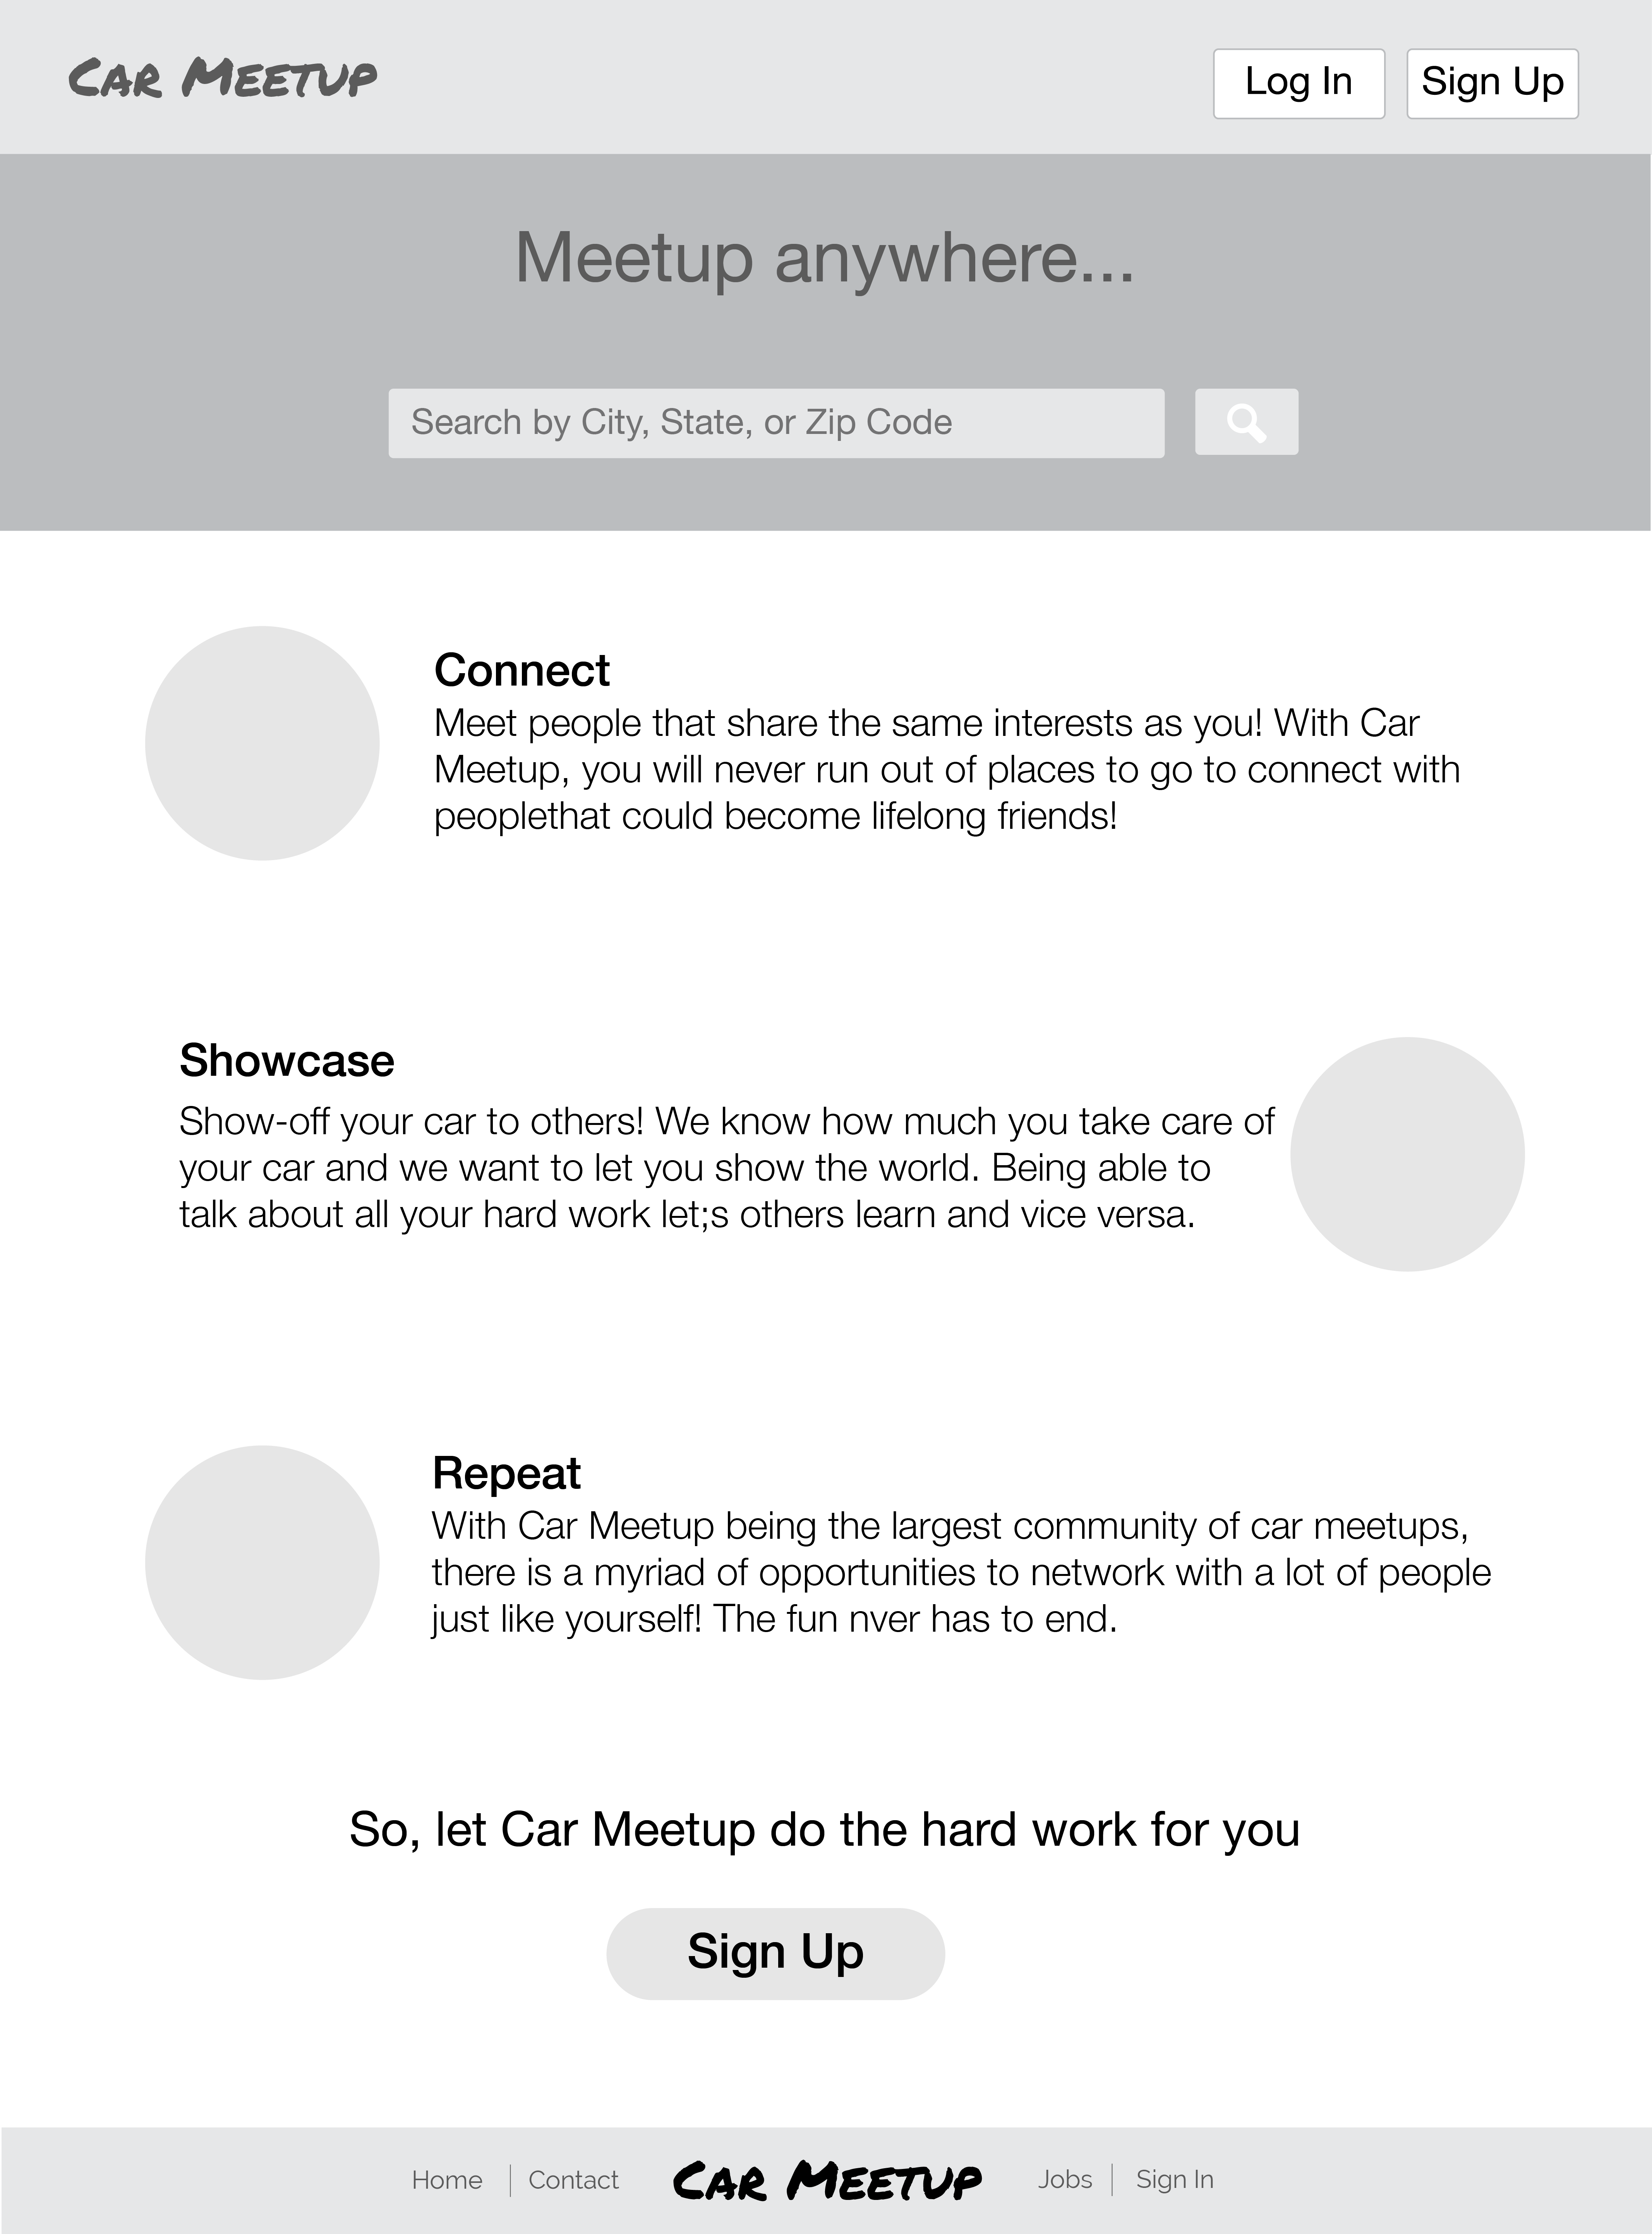 Car Meetup
Log In
Sign Up
Meetup anywhere...
Search by City, State, or Zip Code
Connect
Meet people that share the same interests as you! With Car
Meetup, you will never run out of places to go to connect with
peoplethat could become lifelong friends!
Showcase
Show-off your car to others! We know how much you take care of
your car and we want to let you show the world. Being able to
talk about all your hard work let;s others learn and vice versa.
Repeat
With Car Meetup being the largest community of car meetups,
there is a myriad of opportunities to network with a lot of people
just like yourself! The fun nver has to end.
So, let Car Meetup do the hard work for you
Sign Up
Home
Contact
Car Meetup
Jobs
Sign In